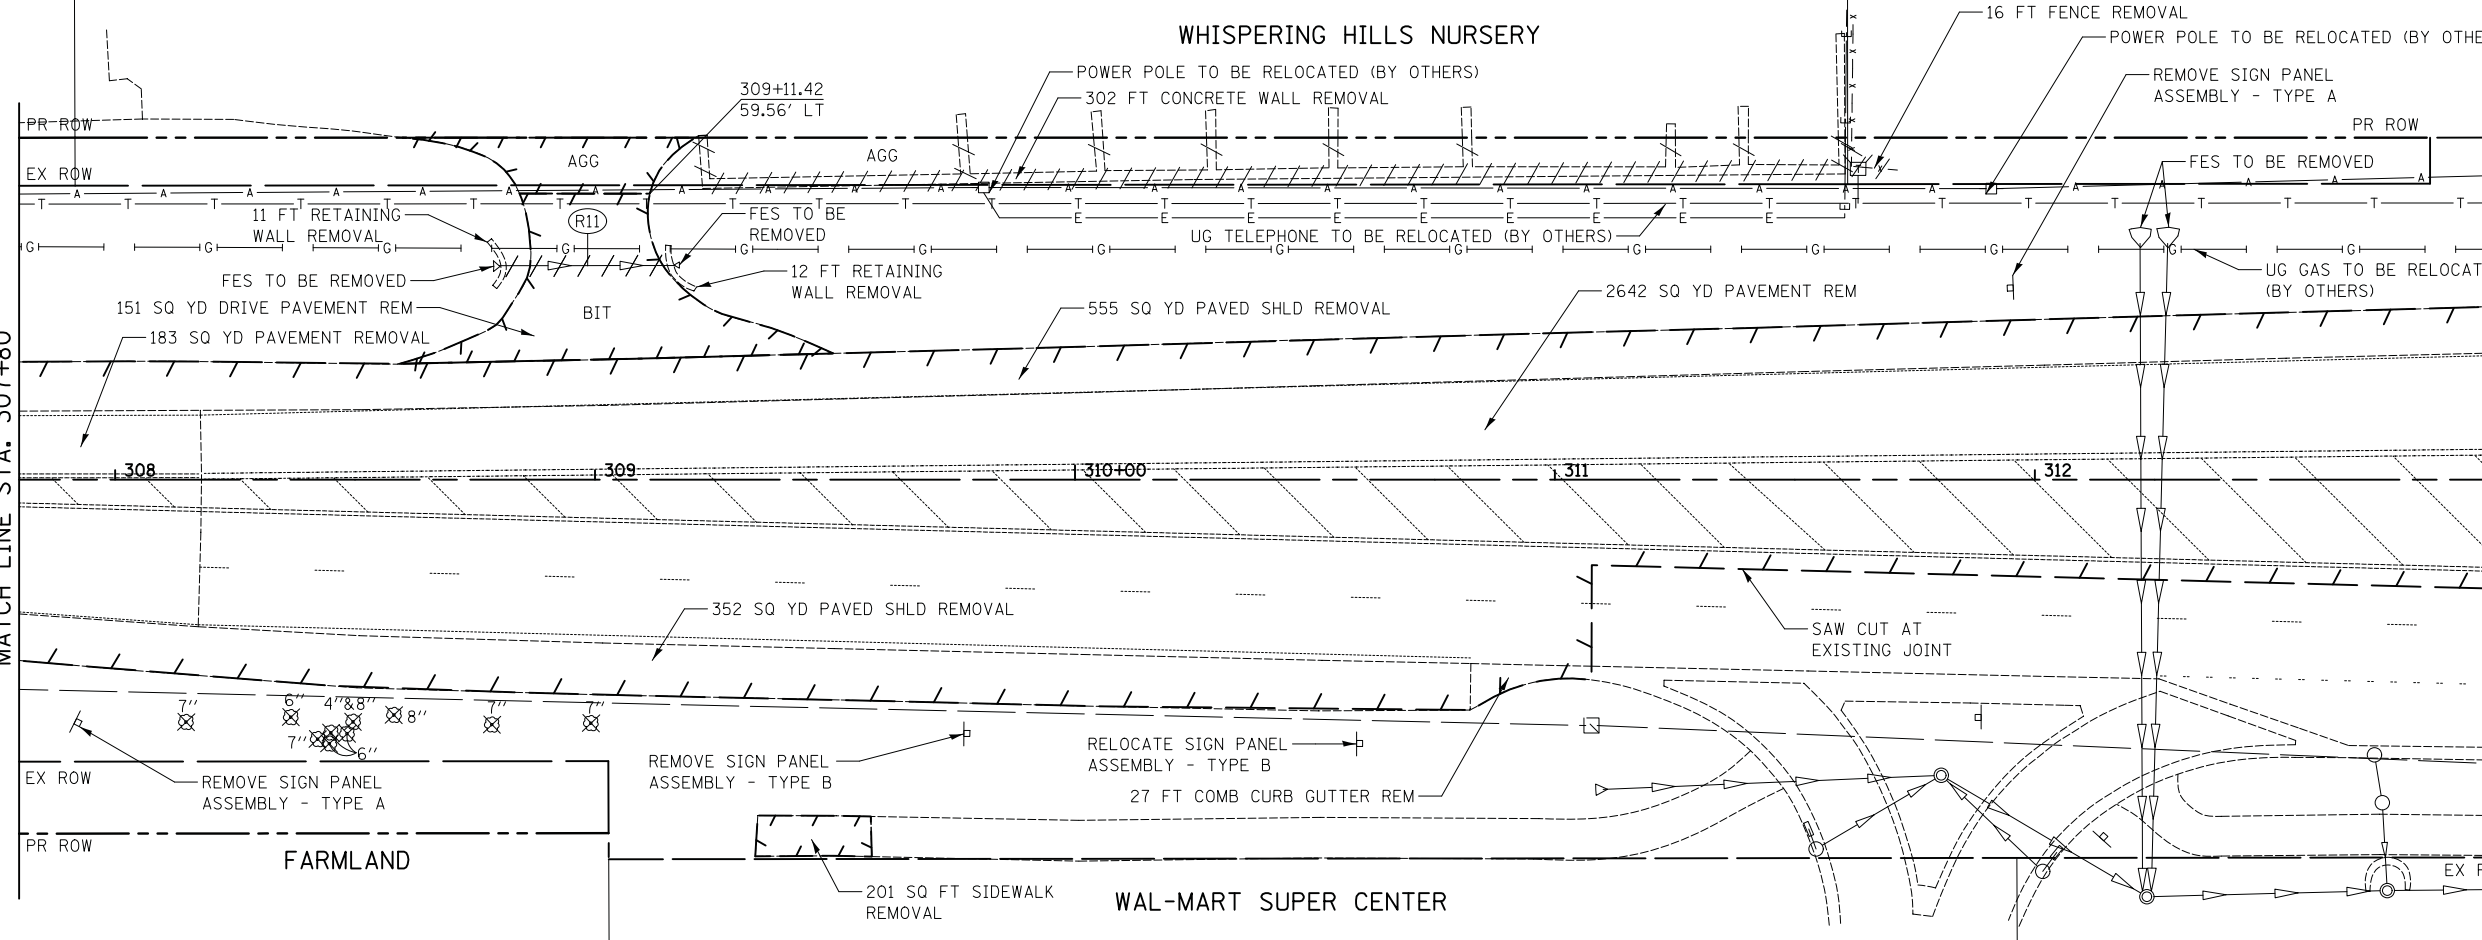 WHISPERING HILLS NURSERY
16 FT FENCE REMOVAL
POWER POLE TO BE RELOCATED (BY OTHE
POWER POLE TO BE RELOCATED (BY OTHERS)
REMOVE SIGN PANEL
ASSEMBLY - TYPE A
309+11.42
59.56' LT
302 FT CONCRETE WALL REMOVAL
PR ROW
PR ROW
AGG
AGG
EX ROW
FES TO BE REMOVED
A A A A A A A A A A A A A A A A A A A A A A A A A A A A
T T T T T T T T T T T T T T T T T T T T T T T T T T T T T
E E E E E E E E E
11 FT RETAINING
WALL REMOVAL
R11
FES TO BE
REMOVED
UG TELEPHONE TO BE RELOCATED (BY OTHERS)
G G G G G G G G G G G G G G
FES TO BE REMOVED
12 FT RETAINING
WALL REMOVAL
UG GAS TO BE RELOCAT
(BY OTHERS)
151 SQ YD DRIVE PAVEMENT REM
BIT
555 SQ YD PAVED SHLD REMOVAL
2642 SQ YD PAVEMENT REM
183 SQ YD PAVEMENT REMOVAL
MATCH LINE STA. 307+80
308
309
310+00
311
312
352 SQ YD PAVED SHLD REMOVAL
SAW CUT AT
EXISTING JOINT
7''
6''
4''&8''
8''
7''
7''
7''
6''
EX ROW
REMOVE SIGN PANEL
ASSEMBLY - TYPE A
REMOVE SIGN PANEL
ASSEMBLY - TYPE B
RELOCATE SIGN PANEL
ASSEMBLY - TYPE B
27 FT COMB CURB GUTTER REM
PR ROW
FARMLAND
201 SQ FT SIDEWALK
REMOVAL
WAL-MART SUPER CENTER
EX R